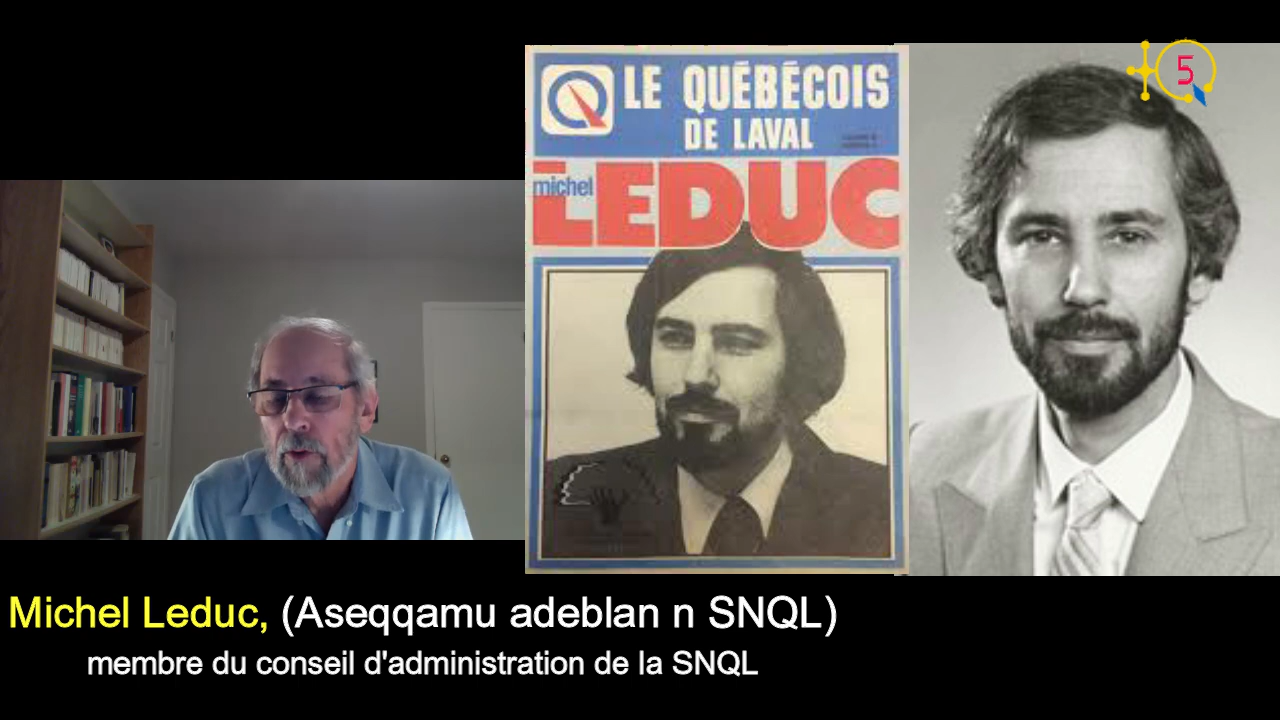 5
LE QUÉBÉCOIS
DE LAVAL
michel
LEDUC
Michel Leduc, (Aseqqamu adeblan n SNQL)
membre du conseil d'administration de la SNQL